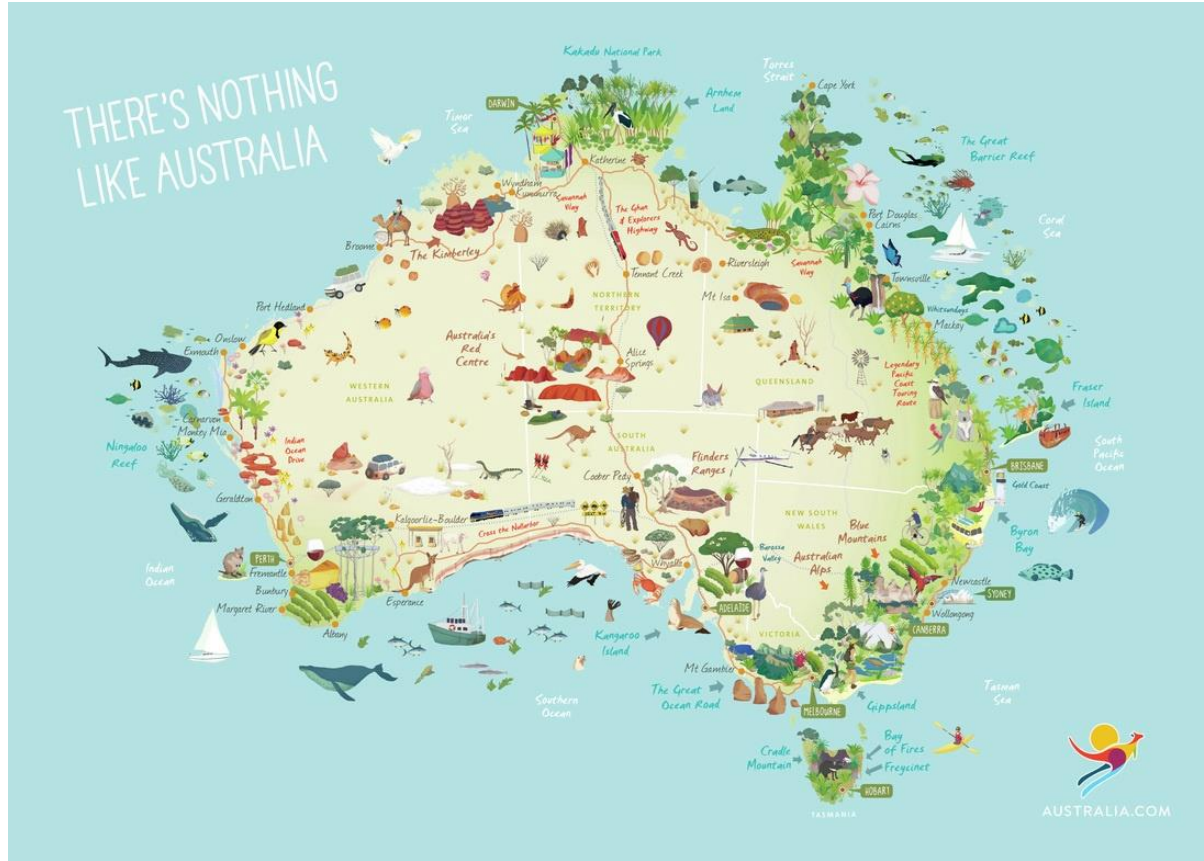 THERE'S NOTHING
LIKE AUSTRALIA
Kakadu National Park
Torres
Strait
Cape York
DARWIN
Arnhem
Land
Timor
Sea
The Great
Barrier Reef
Katherine
Wyndham
Kununurra
Savannah
Way
The Ghan
& Explorers
Highway
Port Douglas
Cairns
Coral
Sea
Broome
The Kimberley
Tennant Creek
Riversleigh
Savannah
Way
Townsville
Port Hedland
NORTHERN
TERRITORY
Mt Isa
Whitsundays
Mackay
Onslow
Exmouth
Australia's
Red
Centre
Alice
Springs
WESTERN
AUSTRALIA
QUEENSLAND
Legendary
Pacific
Coast
Touring
Route
Fraser
Island
Carnarvon
Monkey Mia
Ningaloo
Reef
Indian
Ocean
Drive
SOUTH
AUSTRALIA
Flinders
Ranges
South
Pacific
Ocean
BRISBANE
Coober Pedy
Gold Coast
Geraldton
Kalgoorlie-Boulder
Cross the Nullarbor
NEW SOUTH
WALES
Blue
Mountains
Byron
Bay
Indian
Ocean
PERTH
Fremantle
Bunbury
Margaret River
Albany
Esperance
Whyalla
Barossa
Valley
Australian
Alps
Newcastle
SYDNEY
Wollongong
ADELAIDE
CANBERRA
Kangaroo
Island
VICTORIA
Mt Gambier
The Great
Ocean Road
MELBOURNE
Gippsland
Southern
Ocean
Tasman
Sea
Cradle
Mountain
Bay
of Fires
Freycinet
HOBART
TASMANIA
AUSTRALIA.COM